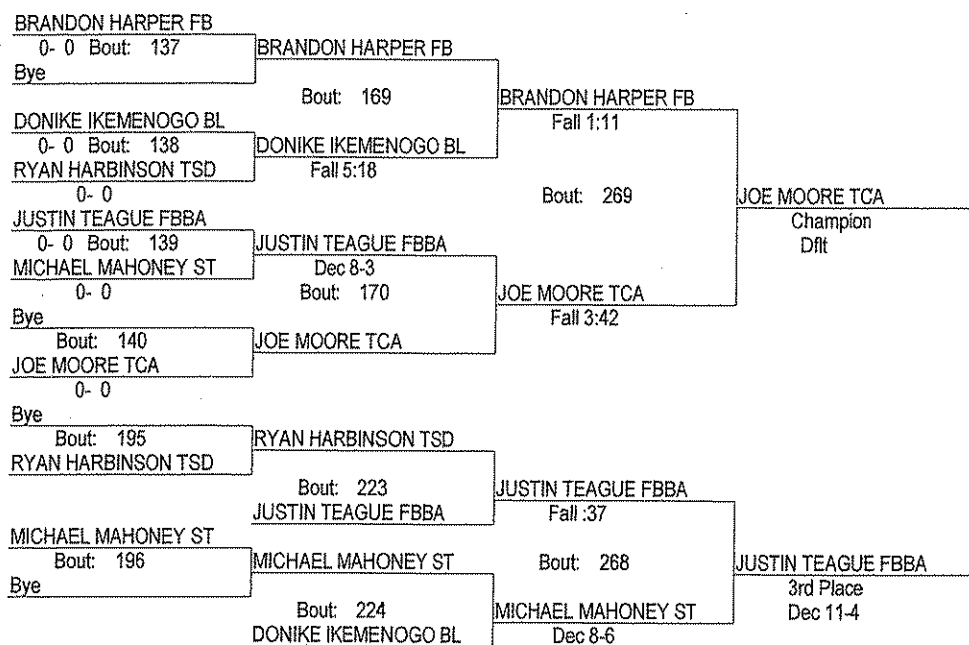 BRANDON HARPER FB
0- 0 Bout: 137
Bye
BRANDON HARPER FB
Bout: 169
DONIKE IKEMENOGO BL
0- 0 Bout: 138
RYAN HARBINSON TSD
0- 0
DONIKE IKEMENOGO BL
Fall 5:18
BRANDON HARPER FB
Fall 1:11
Bout: 269
JUSTIN TEAGUE FBBA
0- 0 Bout: 139
MICHAEL MAHONEY ST
0- 0
JUSTIN TEAGUE FBBA
Dec 8-3
Bout: 170
Bye
Bout: 140
JOE MOORE TCA
0- 0
JOE MOORE TCA
JOE MOORE TCA
Fall 3:42
JOE MOORE TCA
Champion
Dflt
Bye
Bout: 195
RYAN HARBINSON TSD
RYAN HARBINSON TSD
Bout: 223
JUSTIN TEAGUE FBBA
JUSTIN TEAGUE FBBA
Fall :37
Bout: 268
MICHAEL MAHONEY ST
Bout: 196
Bye
MICHAEL MAHONEY ST
Bout: 224
DONIKE IKEMENOGO BL
MICHAEL MAHONEY ST
Dec 8-6
JUSTIN TEAGUE FBBA
3rd Place
Dec 11-4